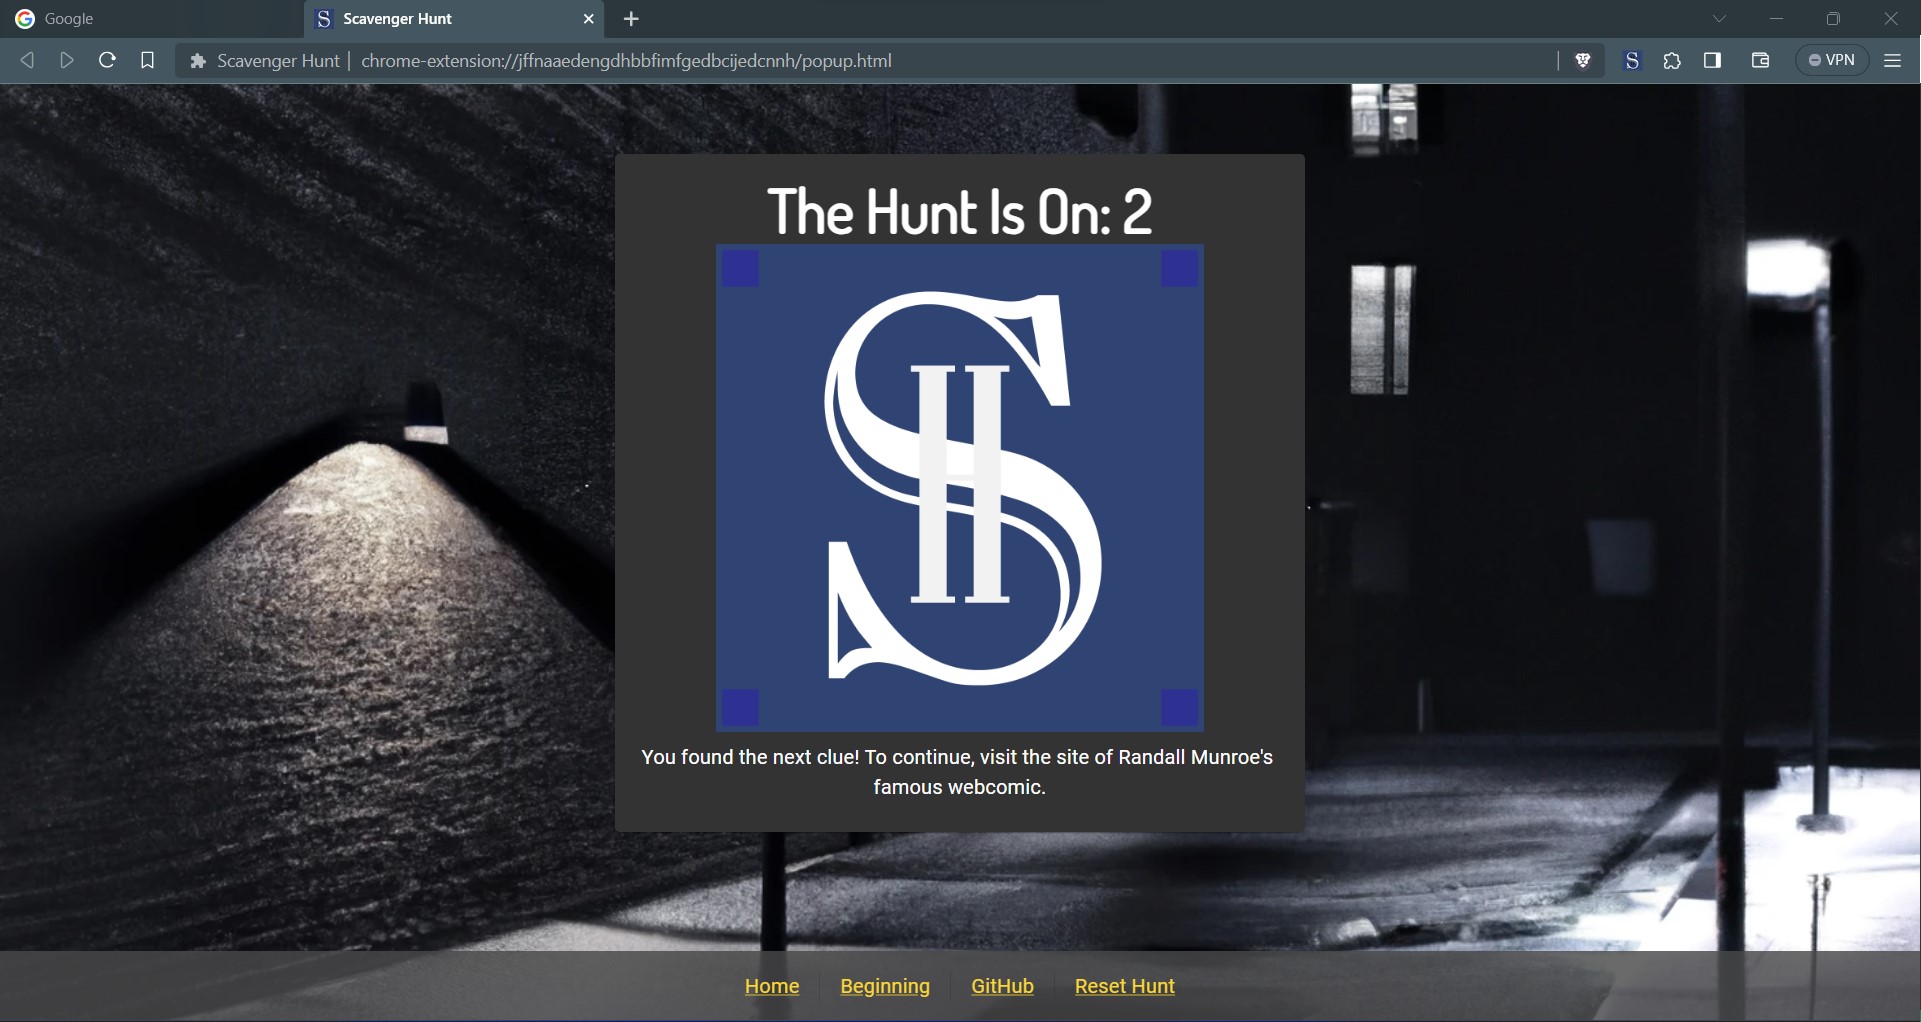 Google
Scavenger Hunt
Scavenger Hunt | chrome-extension://jffnaaedengdhbbfimfgedbcijedcnnh/popup.html
VPN
The Hunt Is On: 2
SH
You found the next clue! To continue, visit the site of Randall Munroe's
famous webcomic.
Home
Beginning
GitHub
Reset Hunt